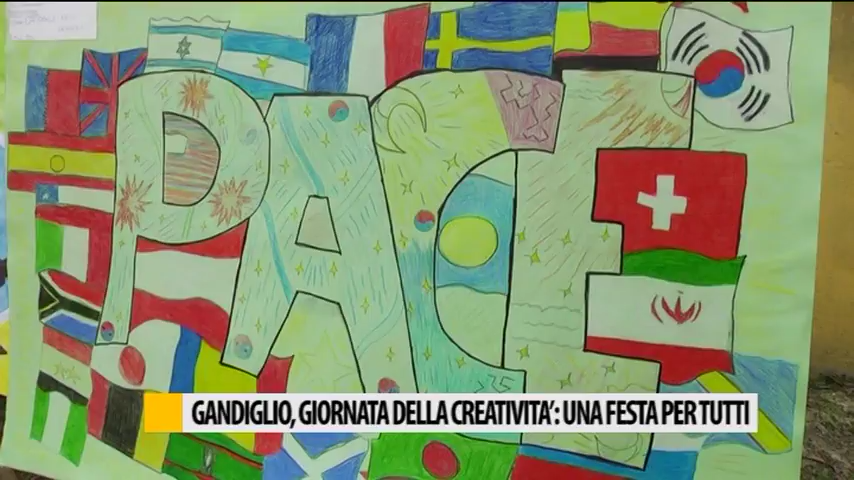 PACE
GANDIGLIO, GIORNATA DELLA CREATIVITA': UNA FESTA PER TUTTI